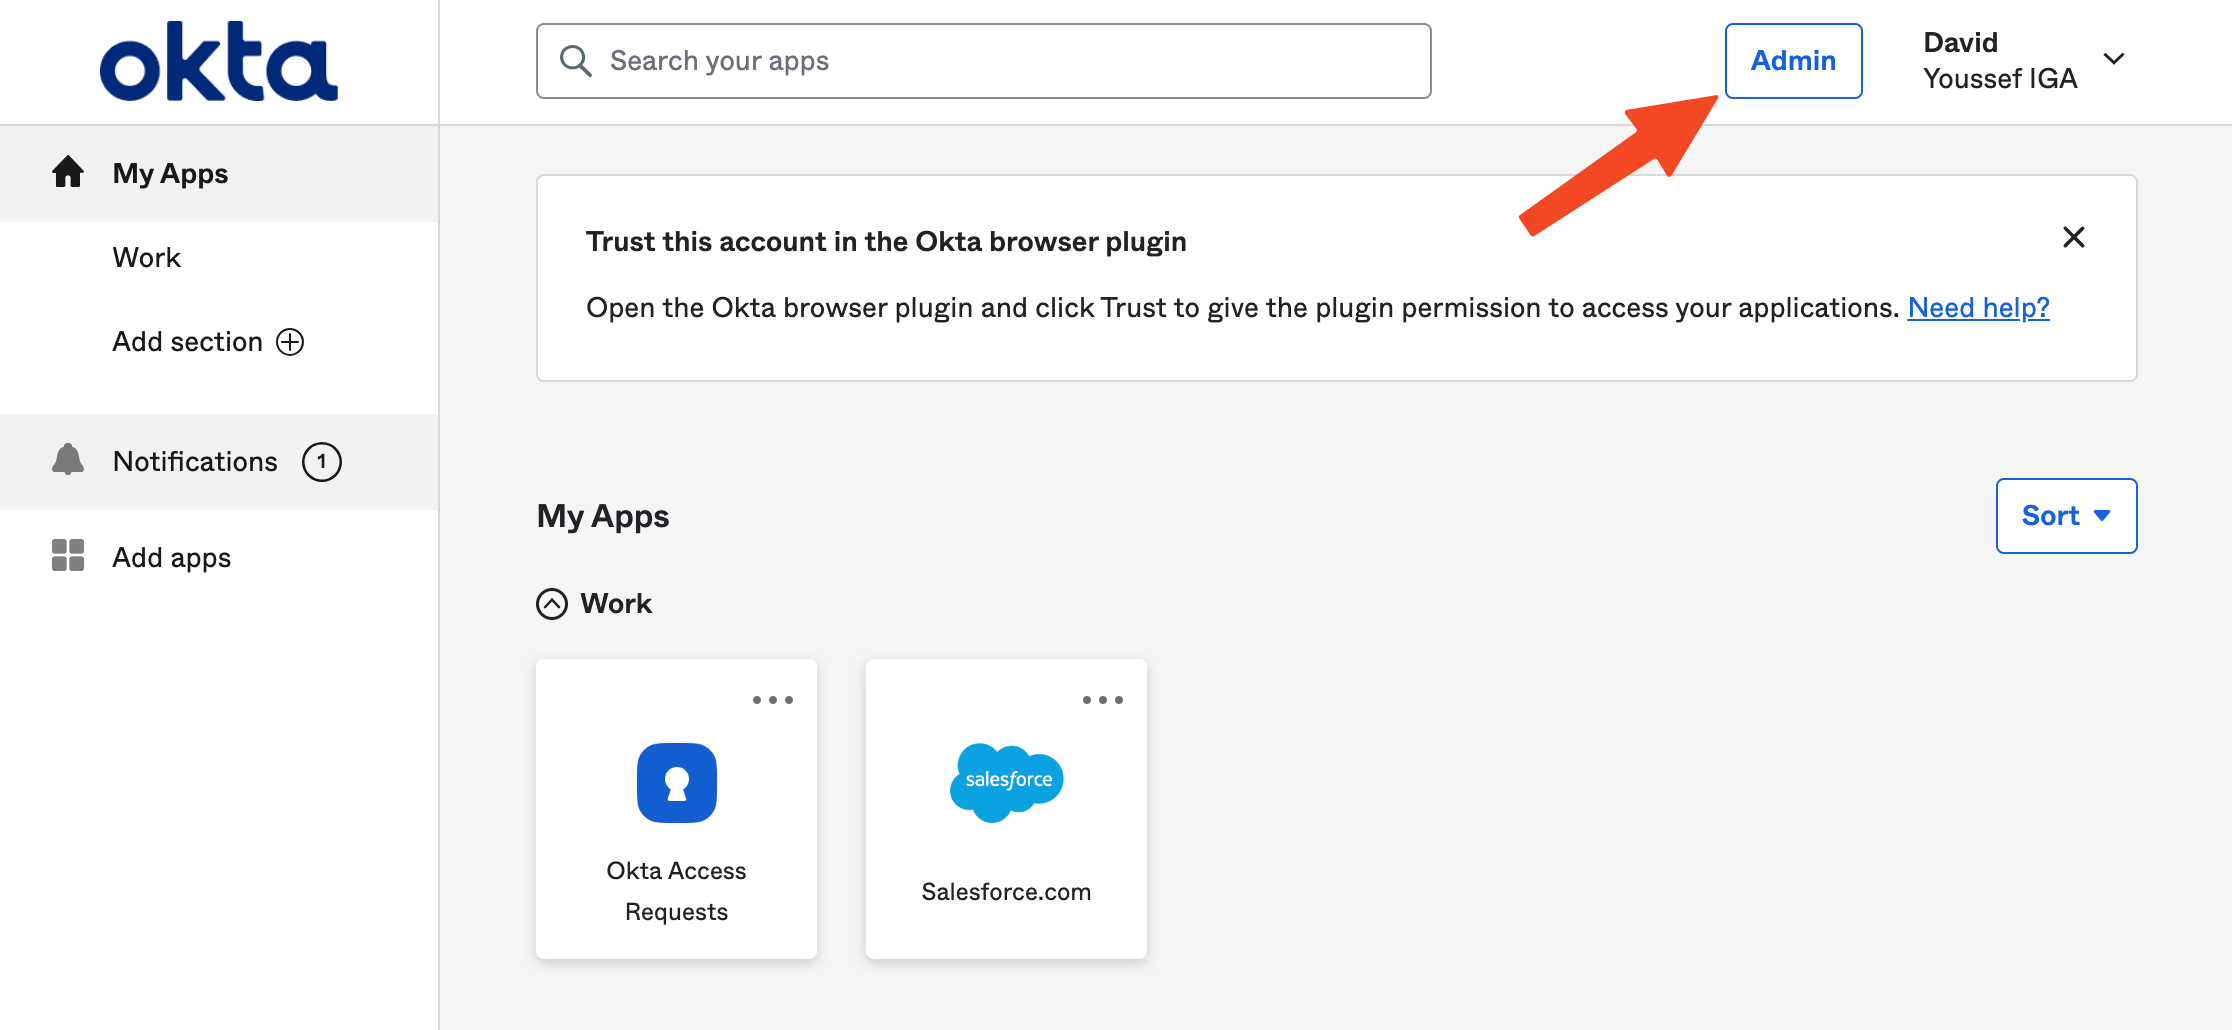 okta
Search your apps
Admin
David
Youssef IGA
My Apps
Work
Add section
Notifications 1
Add apps
Trust this account in the Okta browser plugin
Open the Okta browser plugin and click Trust to give the plugin permission to access your applications. Need help?
My Apps
Sort
Work
Okta Access
Requests
salesforce
Salesforce.com